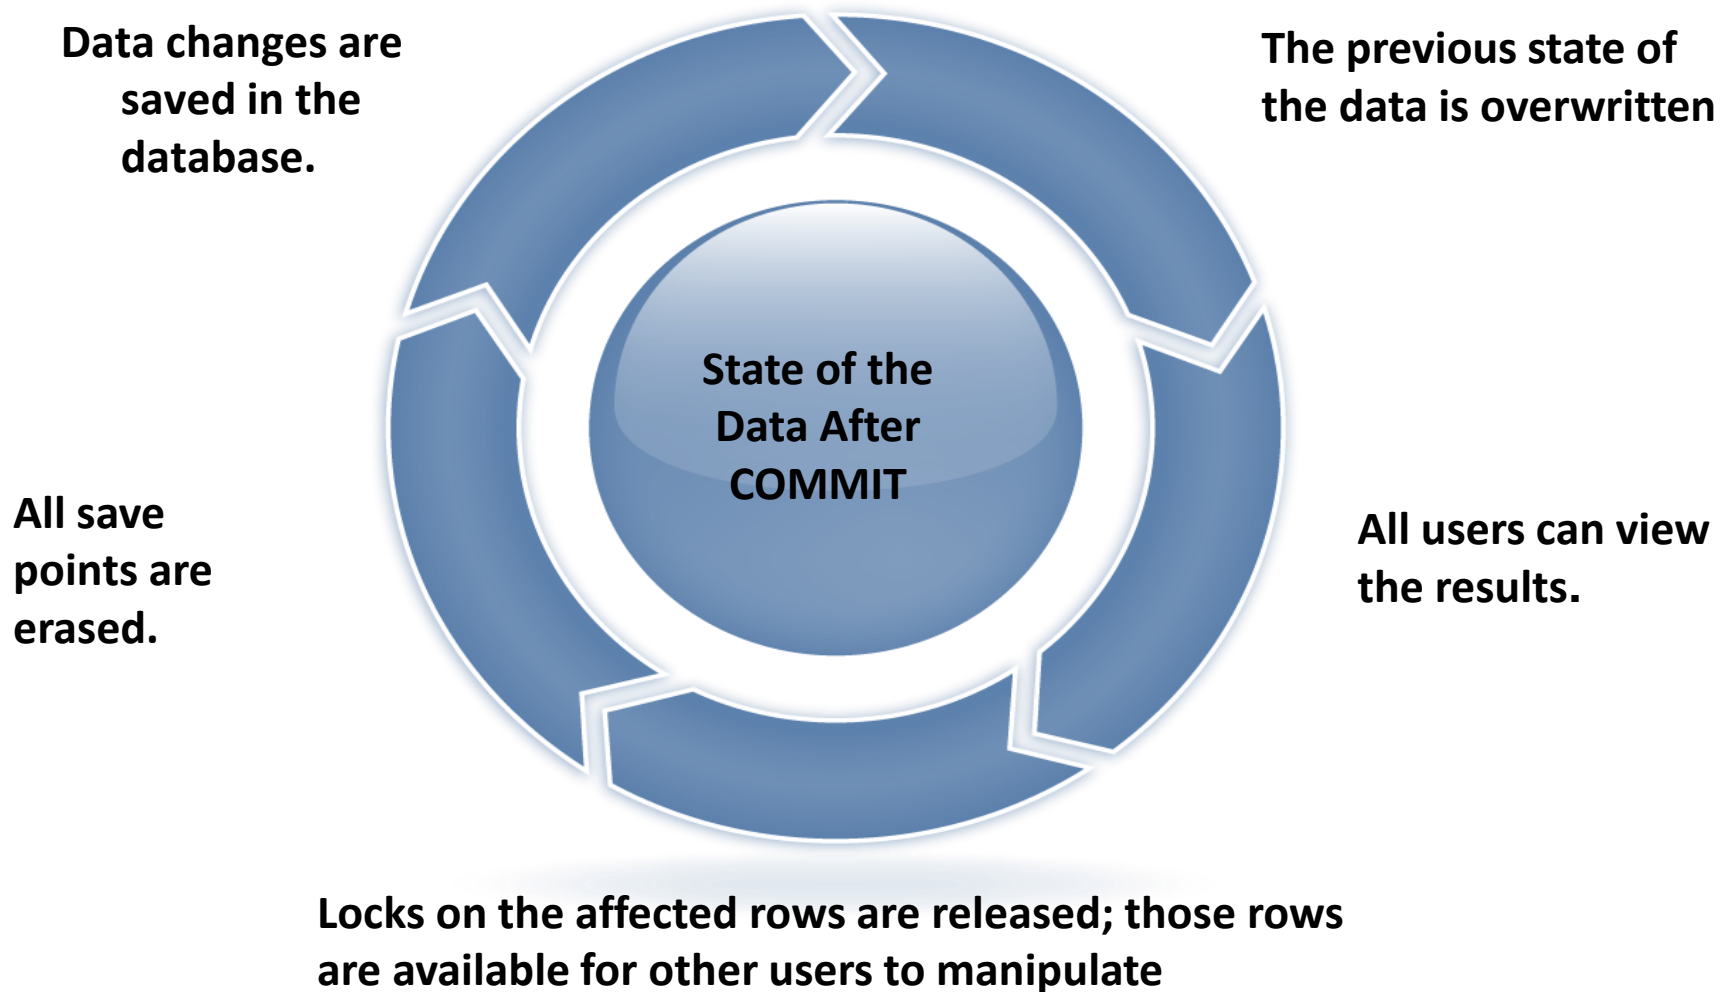 Data changes are
saved in the
database.
The previous state of
the data is overwritten
State of the
Data After
COMMIT
All save
points are
erased.
All users can view
the results.
Locks on the affected rows are released; those rows
are available for other users to manipulate